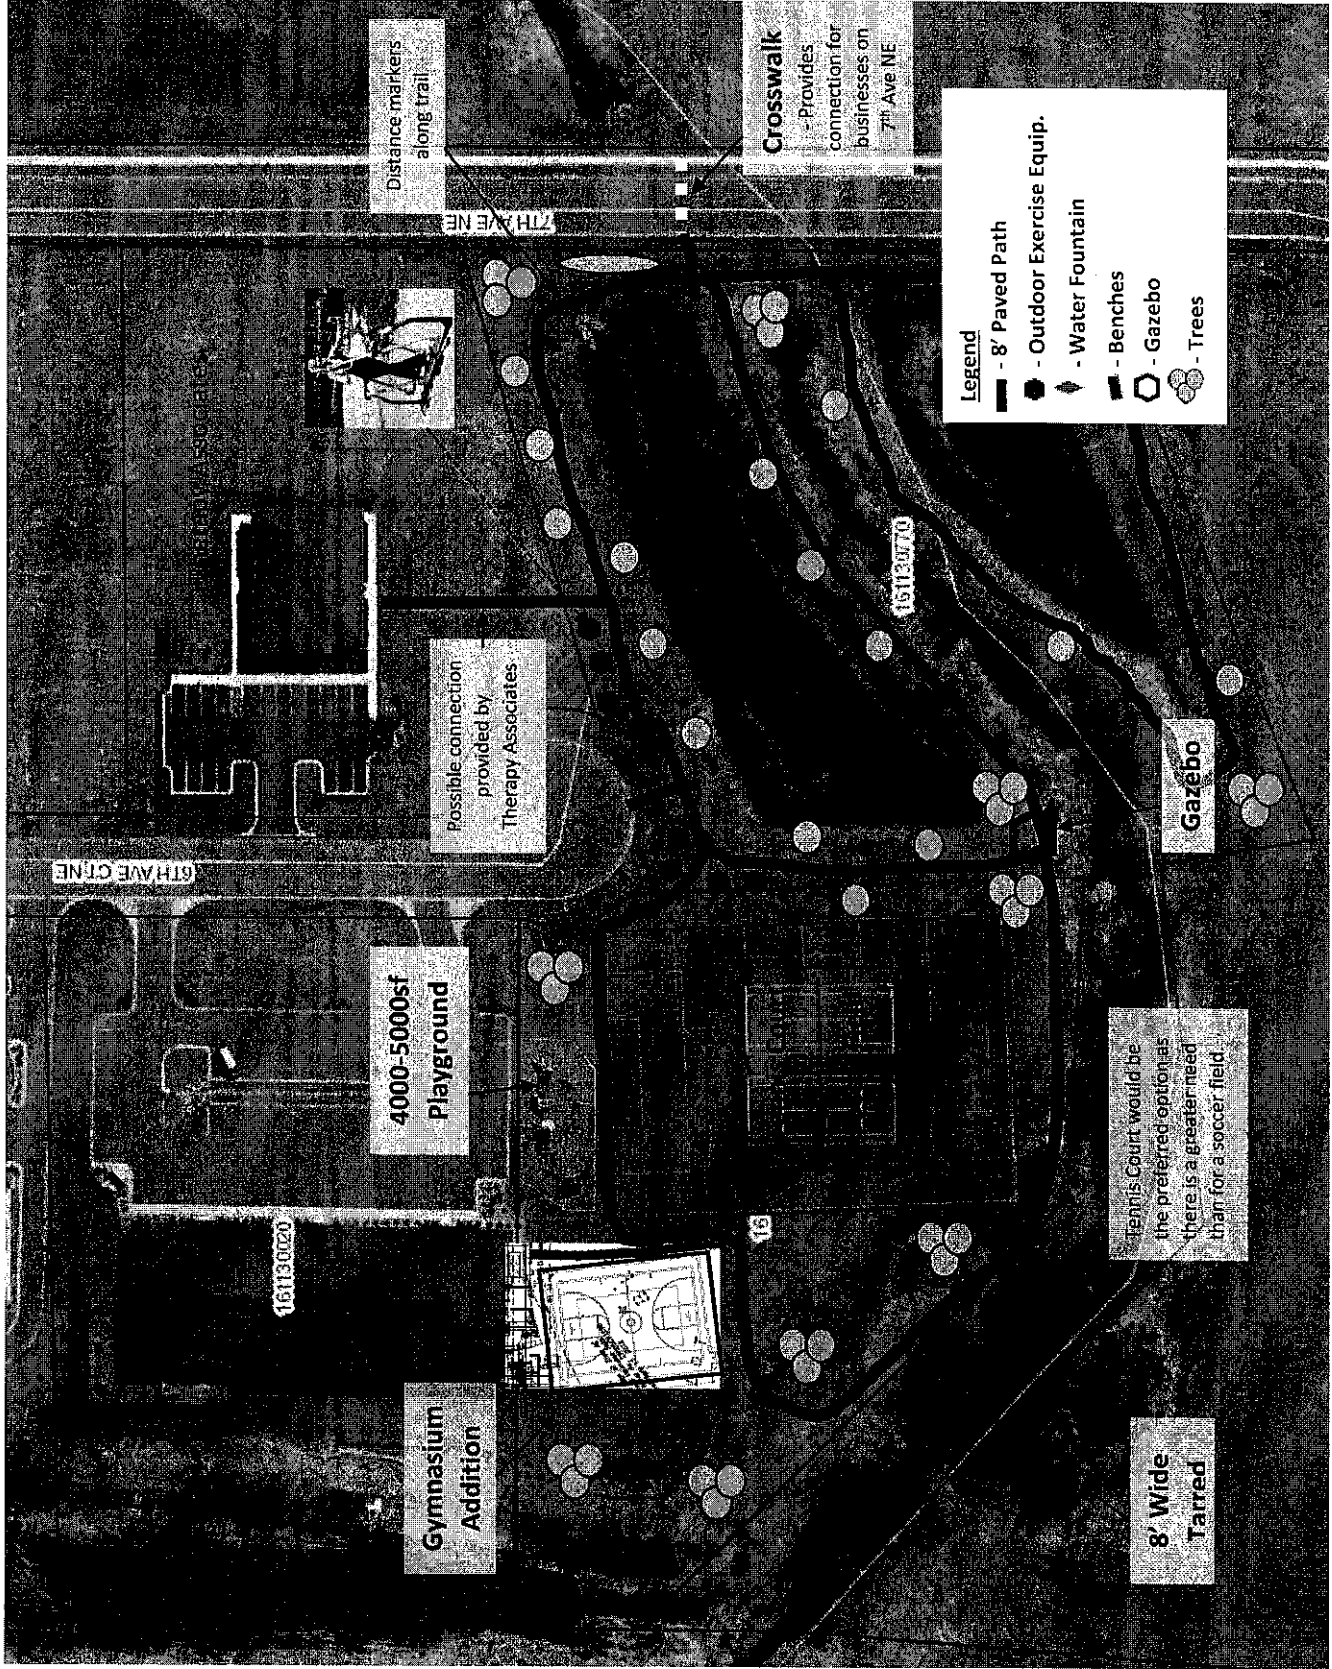 Distance markers
along trail
Crosswalk
- Provides
connection for
businesses on
7th Ave NE
7TH AVE NE
Legend
- 8' Paved Path
- Outdoor Exercise Equip.
- Water Fountain
- Benches
- Gazebo
- Trees
Possible connection
provided by
Therapy Associates
161130770
Gazebo
6TH AVE CT NE
4000-5000sf
Playground
Tennis Court would be
the preferred option as
there is a greater need
than for a soccer field.
161130020
16
Gymnasium
Addition
8' Wide
Tarred